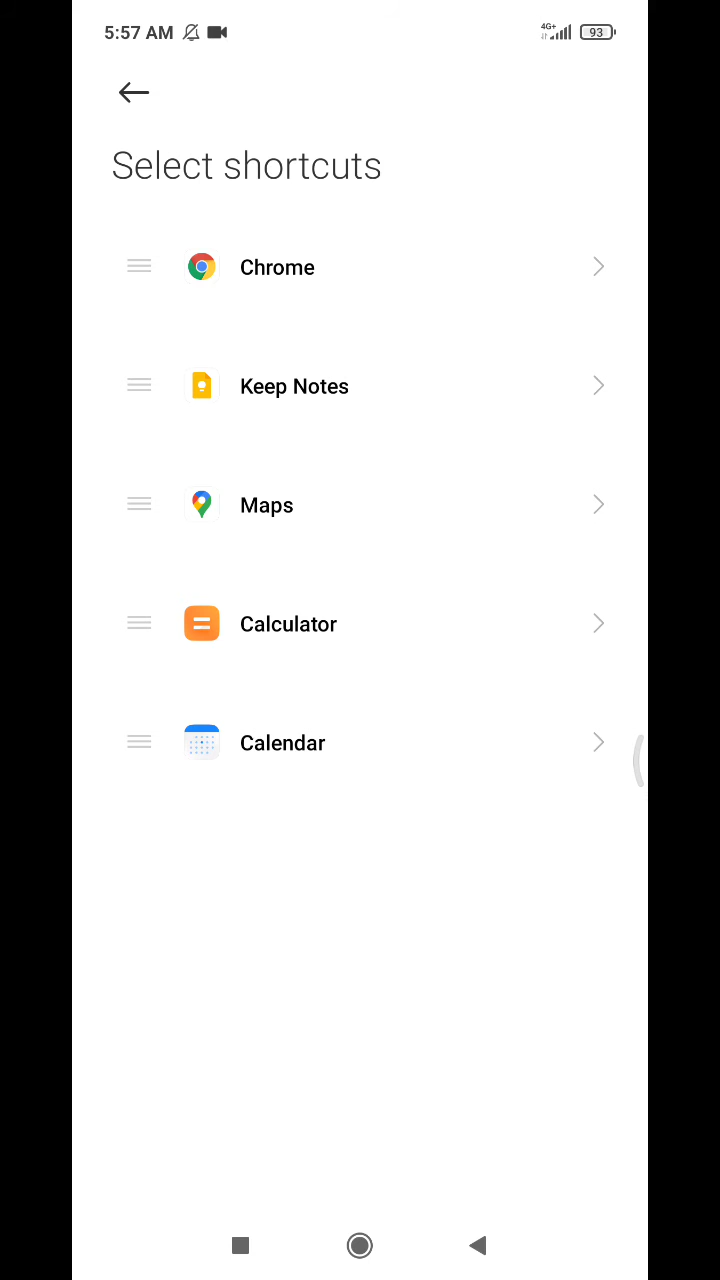 5:57 AM
4G+
93
Select shortcuts
Chrome
Keep Notes
Maps
Calculator
Calendar